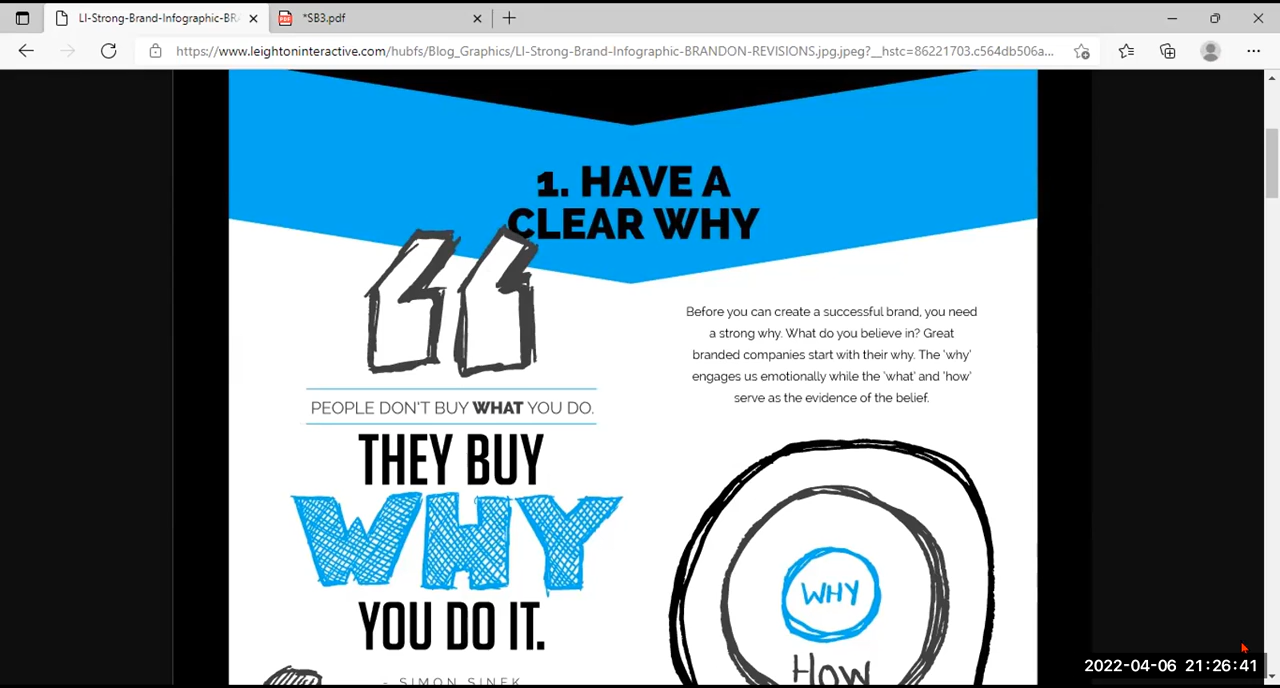 LI-Strong-Brand-Infographic-BR
*SB3.pdf
https://www.leightoninteractive.com/hubfs/Blog_Graphics/LI-Strong-Brand-Infographic-BRANDON-REVISIONS.jpg.jpeg?__hstc=86221703.c564db506a...
1. HAVE A
CLEAR WHY
PEOPLE DON'T BUY WHAT YOU DO.
THEY BUY
WHY
YOU DO IT.
- SIMON SINEK
Before you can create a successful brand, you need
a strong why. What do you believe in? Great
branded companies start with their why. The 'why'
engages us emotionally while the 'what' and 'how'
serve as the evidence of the belief.
WHY
HOW
2022-04-06 21:26:41